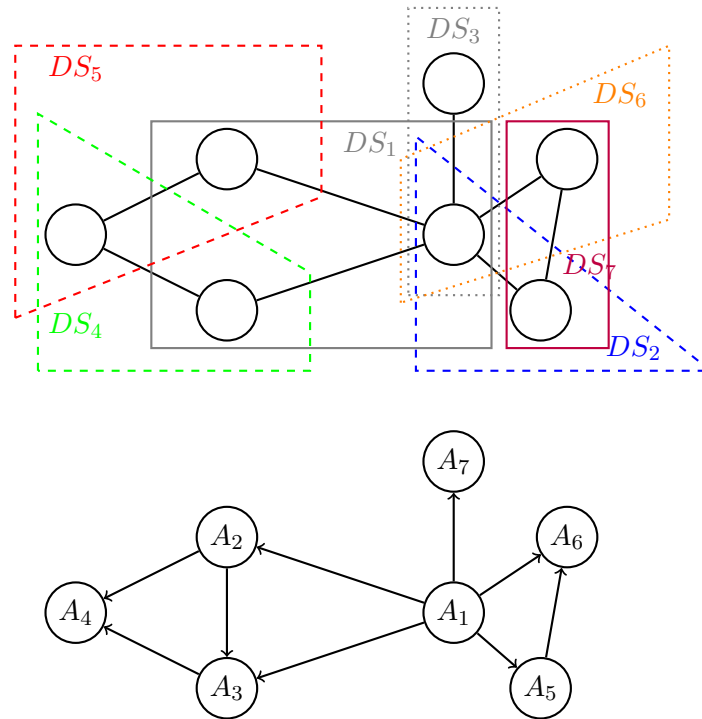 DS₃
DS₅
DS₆
DS₁
DS₇
DS₄
DS₂
A₇
A₂
A₆
A₄
A₁
A₃
A₅